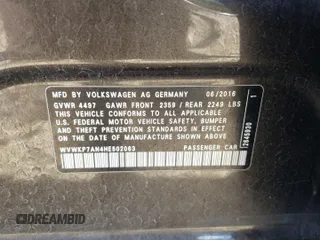 MFD BY VOLKSWAGEN AG GERMANY 06/2016
GVWR 4497 GAWR FRONT 2359 / REAR 2249 LBS
THIS VEHICLE CONFORMS TO ALL APPLICABLE
U.S. FEDERAL MOTOR VEHICLE SAFETY, BUMPER
AND THEFT PREVENTION STANDARDS IN EFFECT
ON THE DATE OF MANUFACTURE SHOWN ABOVE.
WVWKP7AN4HE502083 PASSENGER CAR
1
CLEARBIDID